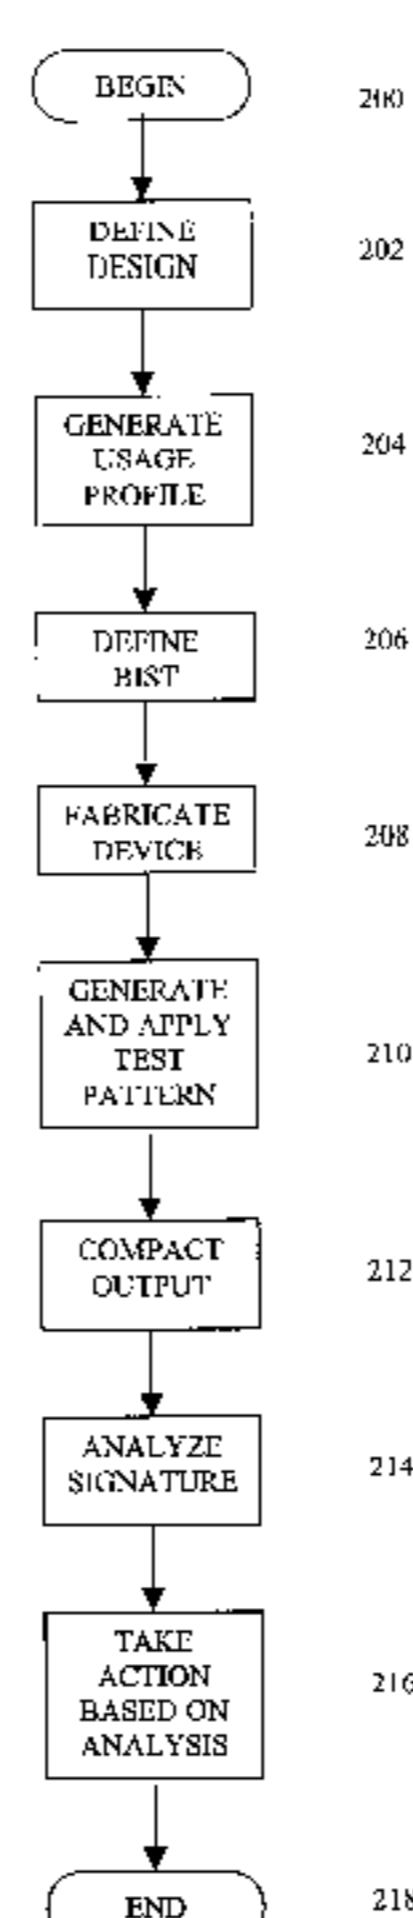 BEGIN
200
DEFINE
DESIGN
202
GENERATE
USAGE
PROFILE
204
DEFINE
BIST
206
FABRICATE
DEVICE
208
GENERATE
AND APPLY
TEST
PATTERN
210
COMPACT
OUTPUT
212
ANALYZE
SIGNATURE
214
TAKE
ACTION
BASED ON
ANALYSIS
216
END
218